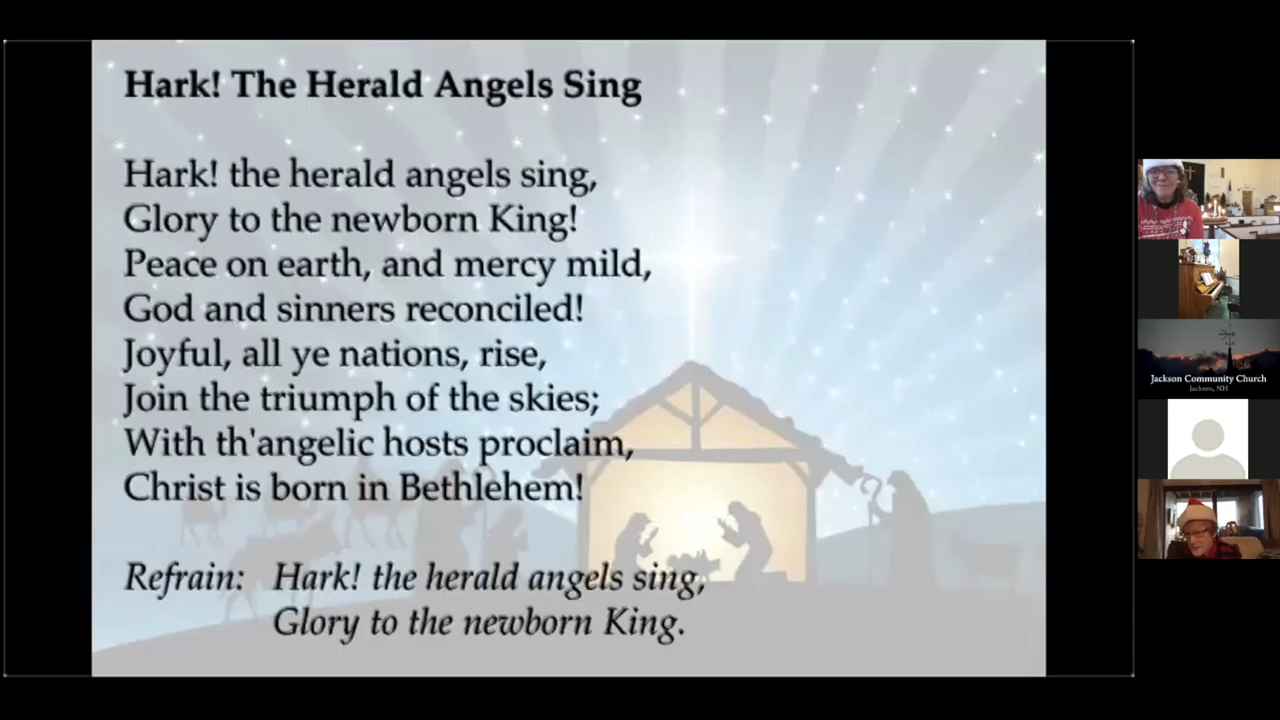 Hark! The Herald Angels Sing
Hark! the herald angels sing,
Glory to the newborn King!
Peace on earth, and mercy mild,
God and sinners reconciled!
Joyful, all ye nations, rise,
Join the triumph of the skies;
With th'angelic hosts proclaim,
Christ is born in Bethlehem!
Refrain: Hark! the herald angels sing,
Glory to the newborn King.
Jackson Community Church
Jackson, NH